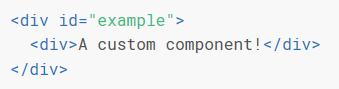 <div id="example">
  <div>A custom component!</div>
</div>